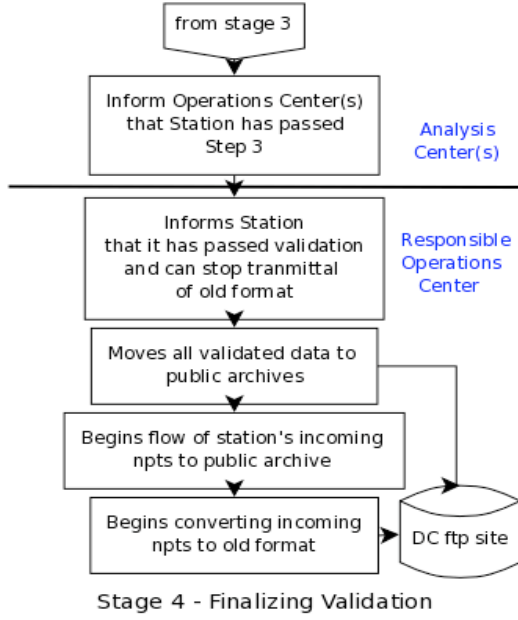 from stage 3
Inform Operations Center(s)
that Station has passed
Step 3
Analysis
Center(s)
Informs Station
that it has passed validation
and can stop tranmittal
of old format
Responsible
Operations
Center
Moves all validated data to
public archives
Begins flow of station's incoming
npts to public archive
Begins converting incoming
npts to old format
DC ftp site
Stage 4 - Finalizing Validation